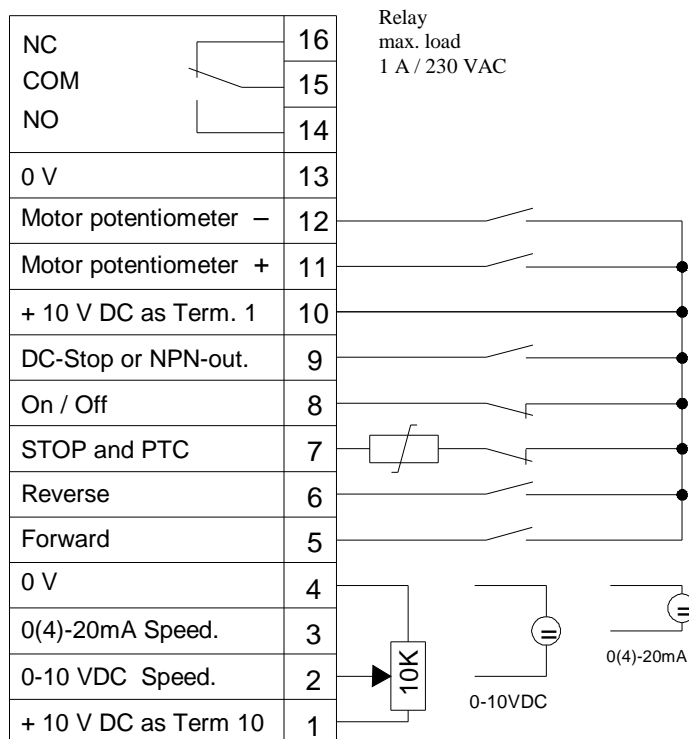 Relay
max. load
1 A / 230 VAC
NC 16
COM 15
NO 14
0 V 13
Motor potentiometer – 12
Motor potentiometer + 11
+ 10 V DC as Term. 1 10
DC-Stop or NPN-out. 9
On / Off 8
STOP and PTC 7
Reverse 6
Forward 5
0 V 4
0(4)-20mA Speed. 3
0-10 VDC Speed. 2
+ 10 V DC as Term 10 1
10K
0-10VDC
0(4)-20mA